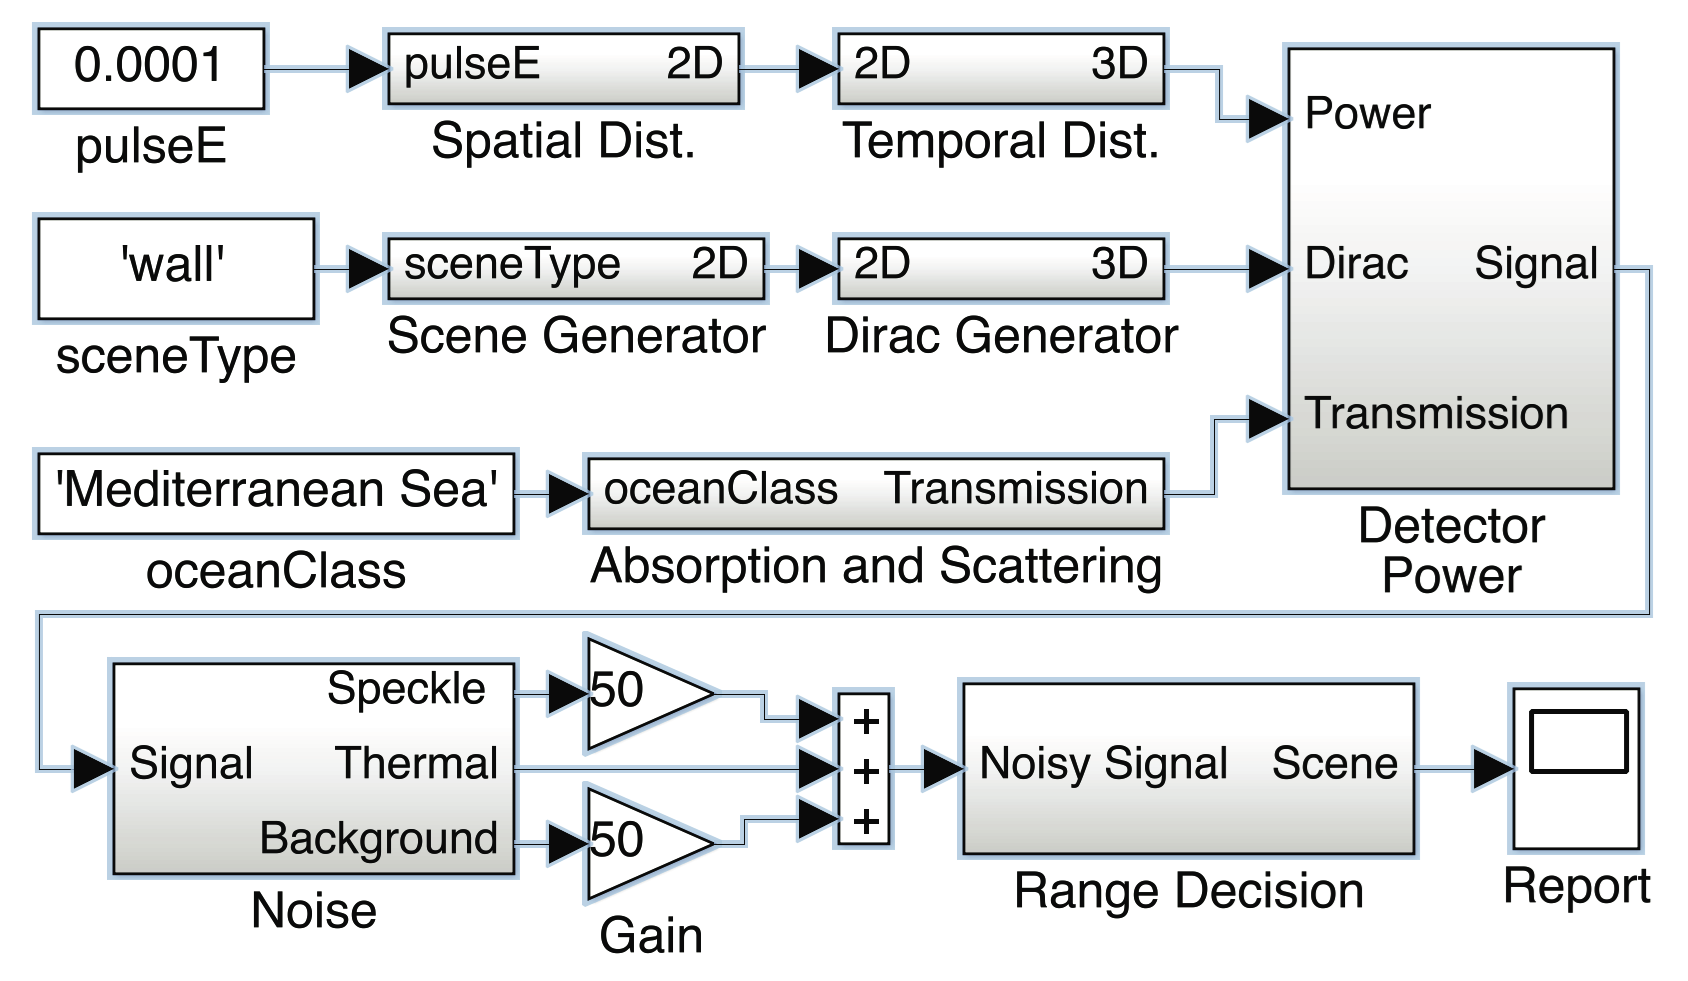 0.0001
pulseE
pulseE 2D
Spatial Dist.
2D 3D
Temporal Dist.
'wall'
sceneType
sceneType 2D
Scene Generator
2D 3D
Dirac Generator
'Mediterranean Sea'
oceanClass
oceanClass Transmission
Absorption and Scattering
Power
Dirac Signal
Transmission
Detector
Power
Speckle
Signal Thermal
Background
Noise
50
50
Gain
+
+
+
Noisy Signal Scene
Range Decision
Report